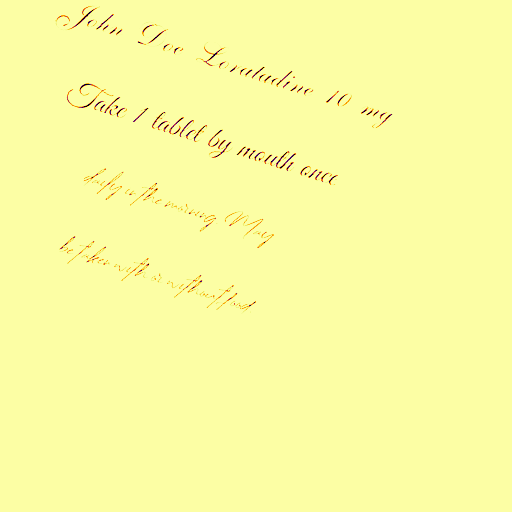 John Doe Loratadine 10 mg
Take 1 tablet by mouth once
daily in the morning. May
be taken with or without food